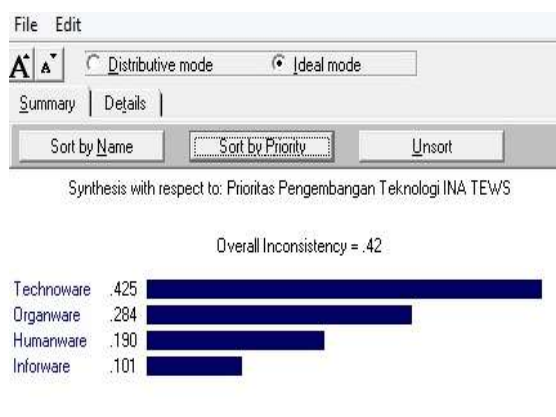 File Edit
A A Distributive mode Ideal mode
Summary Details
Sort by Name Sort by Priority Unsort
Synthesis with respect to: Prioritas Pengembangan Teknologi INA TEWS
Overall Inconsistency = .42
Technoware .425
Organware .284
Humanware .190
Inforware .101